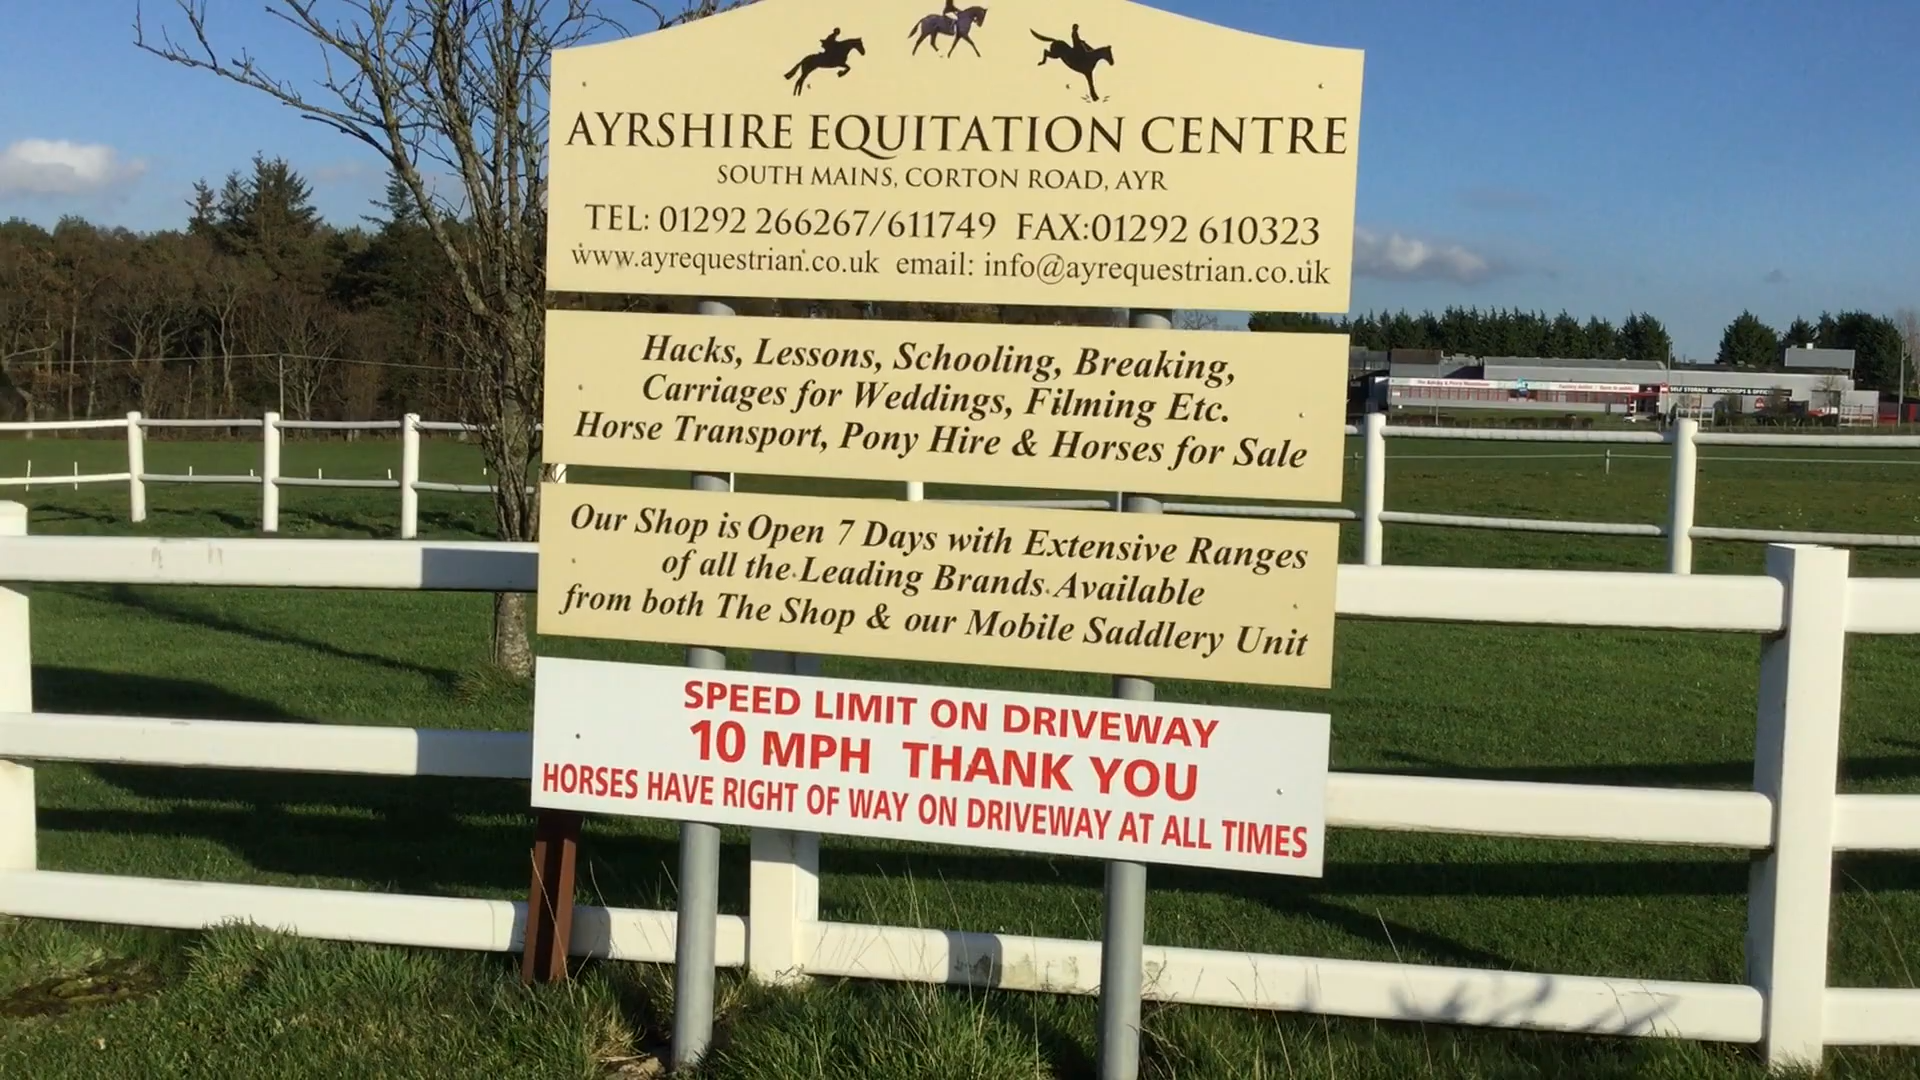 AYRSHIRE EQUITATION CENTRE
SOUTH MAINS, CORTON ROAD, AYR
TEL: 01292 266267/611749 FAX:01292 610323
www.ayrequestrian.co.uk email: info@ayrequestrian.co.uk
Hacks, Lessons, Schooling, Breaking,
Carriages for Weddings, Filming Etc.
Horse Transport, Pony Hire & Horses for Sale
Our Shop is Open 7 Days with Extensive Ranges
of all the Leading Brands Available
from both The Shop & our Mobile Saddlery Unit
SPEED LIMIT ON DRIVEWAY
10 MPH THANK YOU
HORSES HAVE RIGHT OF WAY ON DRIVEWAY AT ALL TIMES
SELF STORAGE